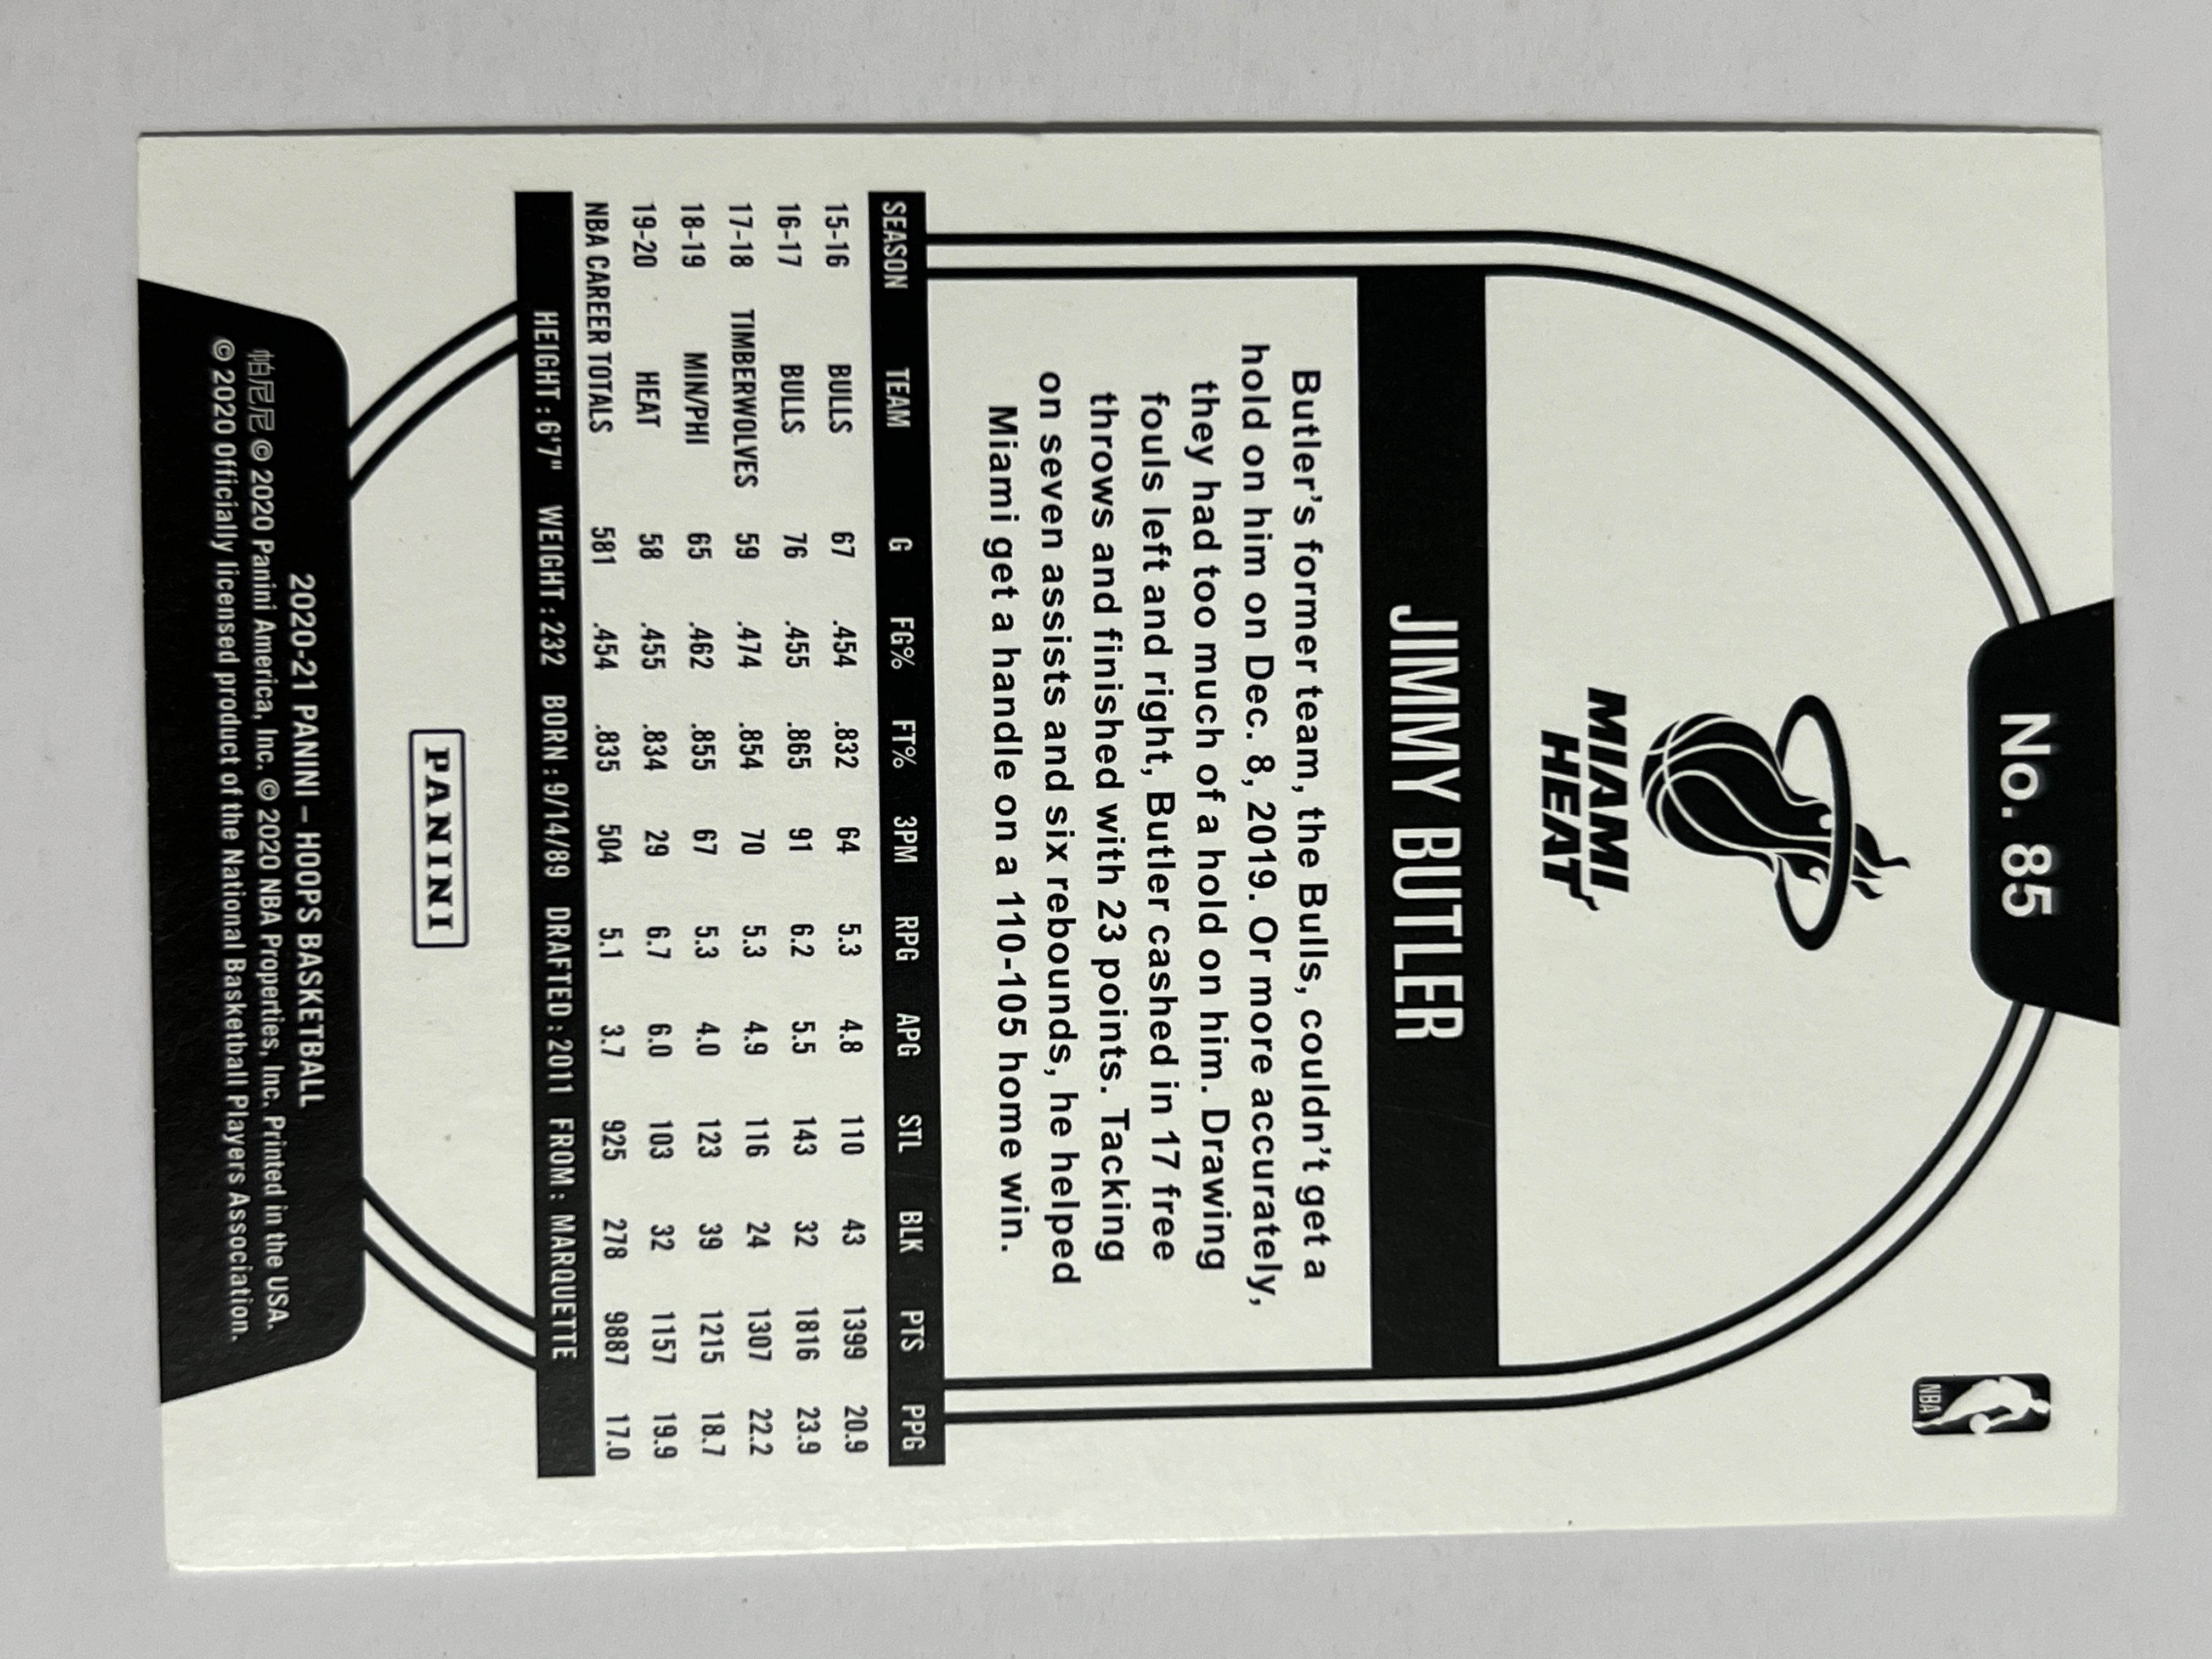 No. 85
NBA
MIAMI
HEAT
JIMMY BUTLER
Butler's former team, the Bulls, couldn't get a
hold on him on Dec. 8, 2019. Or more accurately,
they had too much of a hold on him. Drawing
fouls left and right, Butler cashed in 17 free
throws and finished with 23 points. Tacking
on seven assists and six rebounds, he helped
Miami get a handle on a 110-105 home win.
SEASON TEAM G FG% FT% 3PM RPG APG STL BLK PTS PPG
15-16 BULLS 67 .454 .832 64 5.3 4.8 110 43 1399 20.9
16-17 BULLS 76 .455 .865 91 6.2 5.5 143 32 1816 23.9
17-18 TIMBERWOLVES 59 .474 .854 70 5.3 4.9 116 24 1307 22.2
18-19 MIN/PHI 65 .462 .855 67 5.3 4.0 123 39 1215 18.7
19-20 HEAT 58 .455 .834 29 6.7 6.0 103 32 1157 19.9
NBA CAREER TOTALS 581 .454 .835 504 5.1 3.7 925 278 9887 17.0
HEIGHT: 6'7" WEIGHT: 232 BORN: 9/14/89 DRAFTED: 2011 FROM: MARQUETTE
PANINI
2020-21 PANINI – HOOPS BASKETBALL
帕尼尼 © 2020 Panini America, Inc. © 2020 NBA Properties, Inc. Printed in the USA.
© 2020 Officially licensed product of the National Basketball Players Association.